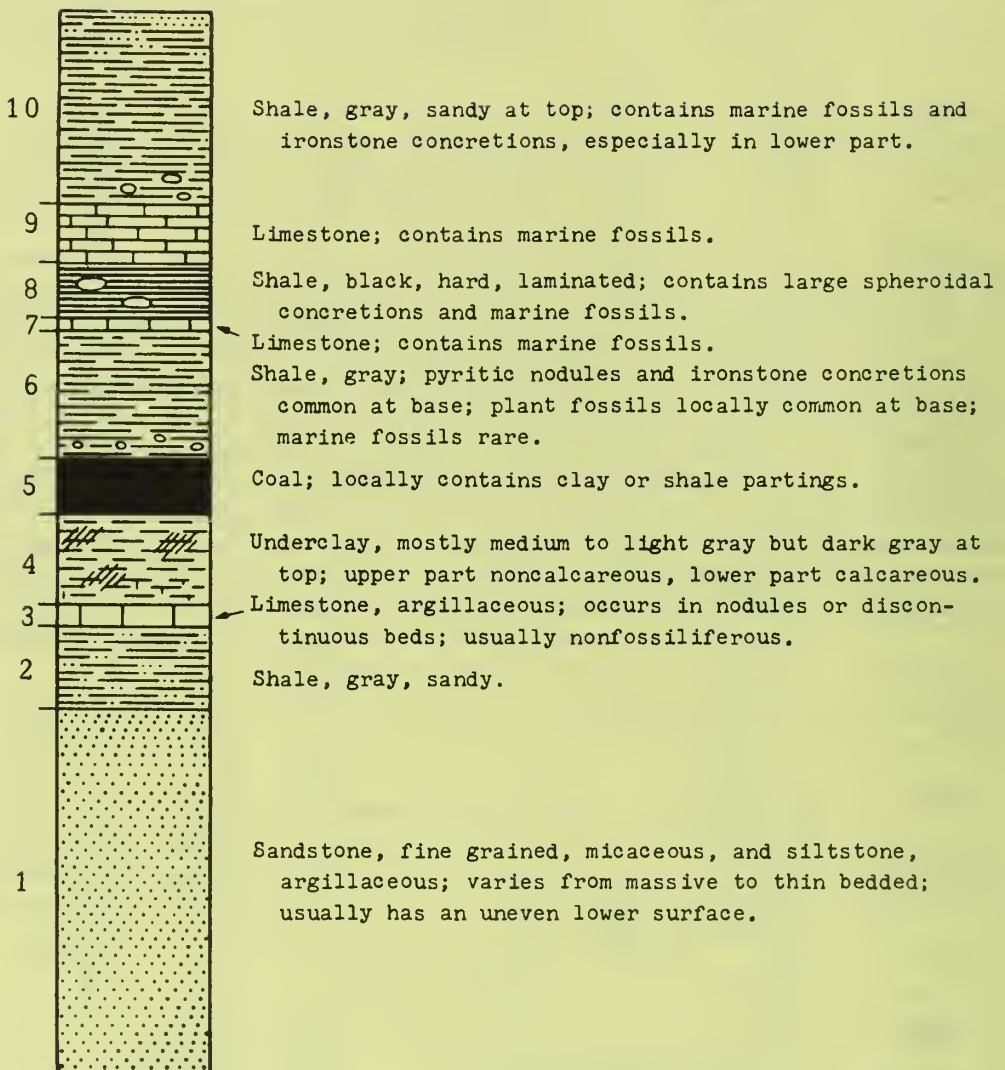 10
Shale, gray, sandy at top; contains marine fossils and
ironstone concretions, especially in lower part.
9
Limestone; contains marine fossils.
8
Shale, black, hard, laminated; contains large spheroidal
concretions and marine fossils.
7
Limestone; contains marine fossils.
6
Shale, gray; pyritic nodules and ironstone concretions
common at base; plant fossils locally common at base;
marine fossils rare.
5
Coal; locally contains clay or shale partings.
4
Underclay, mostly medium to light gray but dark gray at
top; upper part noncalcareous, lower part calcareous.
3
Limestone, argillaceous; occurs in nodules or discon-
tinuous beds; usually nonfossiliferous.
2
Shale, gray, sandy.
1
Sandstone, fine grained, micaceous, and siltstone,
argillaceous; varies from massive to thin bedded;
usually has an uneven lower surface.